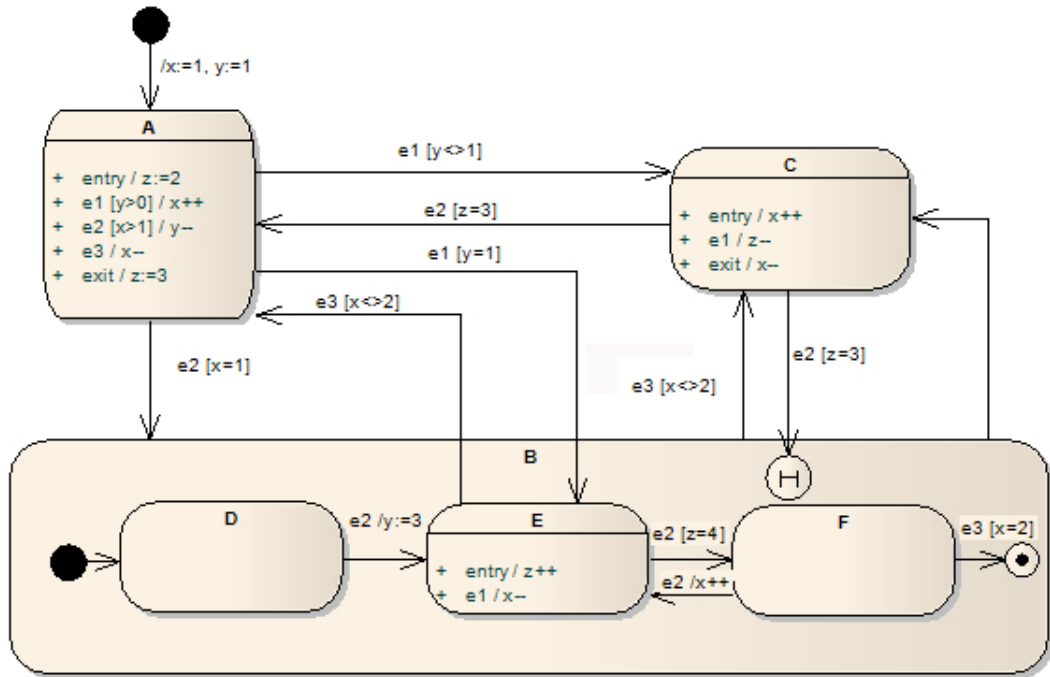 /x:=1, y:=1
A
+ entry / z:=2
+ e1 [y>0] / x++
+ e2 [x>1] / y--
+ e3 / x--
+ exit / z:=3
e1 [y<>1]
C
+ entry / x++
+ e1 / z--
+ exit / x--
e2 [z=3]
e1 [y=1]
e3 [x<>2]
e2 [x=1]
e3 [x<>2]
e2 [z=3]
B
H
D
e2 /y:=3
E
+ entry / z++
+ e1 / x--
e2 [z=4]
e2 /x++
F
e3 [x=2]